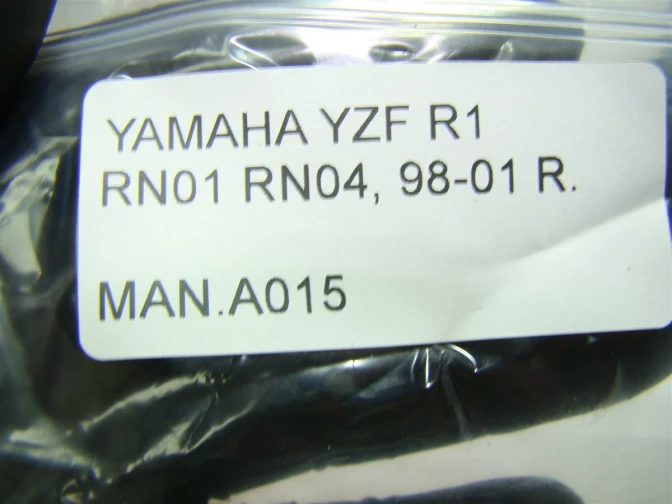 YAMAHA YZF R1
RN01 RN04, 98-01 R.
MAN.A015